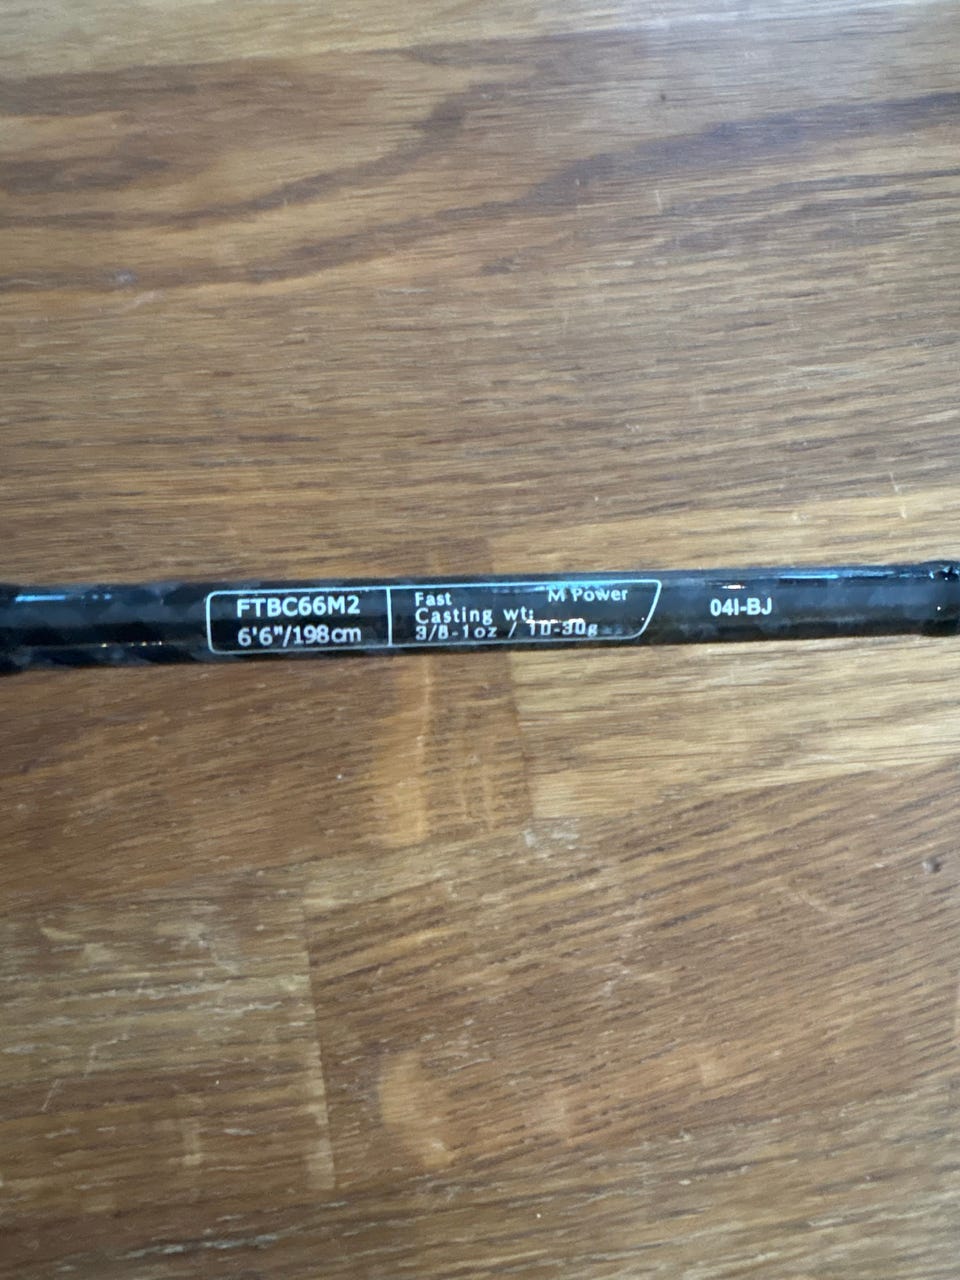 FTBC66M2
6'6"/198cm
Fast M Power
Casting wt:
3/8-1oz / 10-30g
04I-BJ